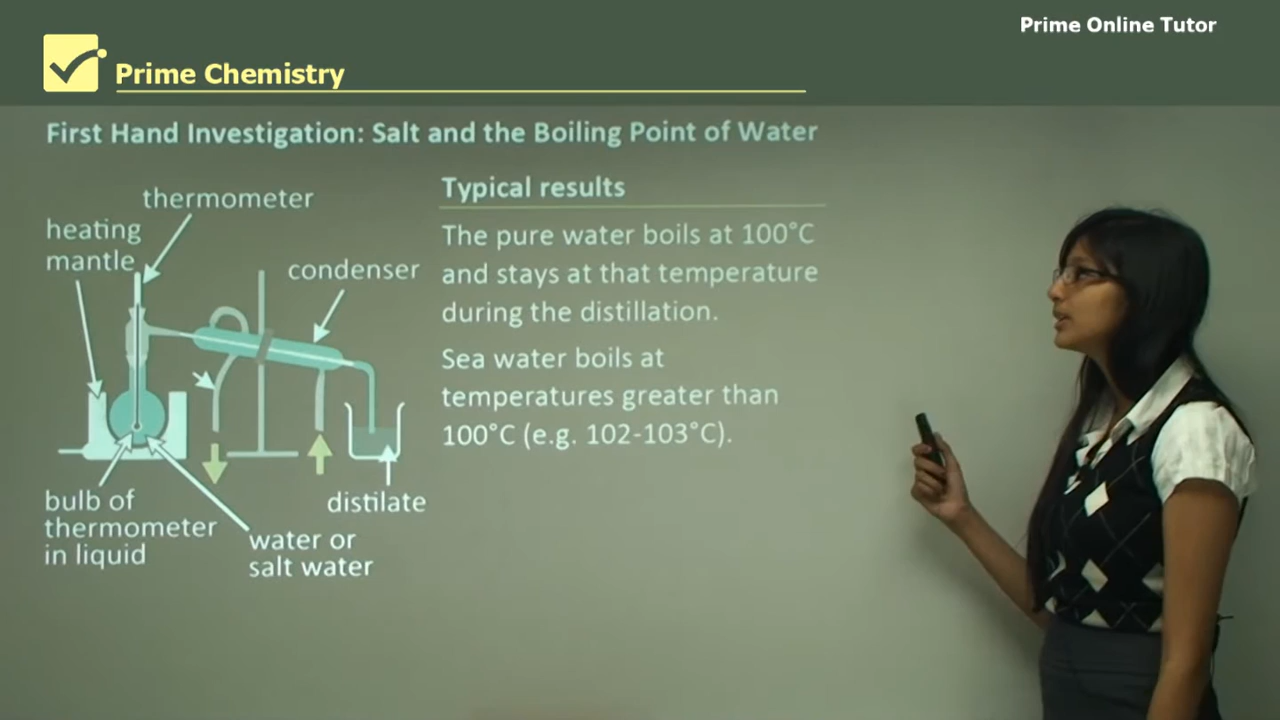 Prime Online Tutor
Prime Chemistry
First Hand Investigation: Salt and the Boiling Point of Water
thermometer
heating
mantle
condenser
bulb of
thermometer
in liquid
water or
salt water
distilate
Typical results
The pure water boils at 100°C
and stays at that temperature
during the distillation.
Sea water boils at
temperatures greater than
100°C (e.g. 102-103°C).